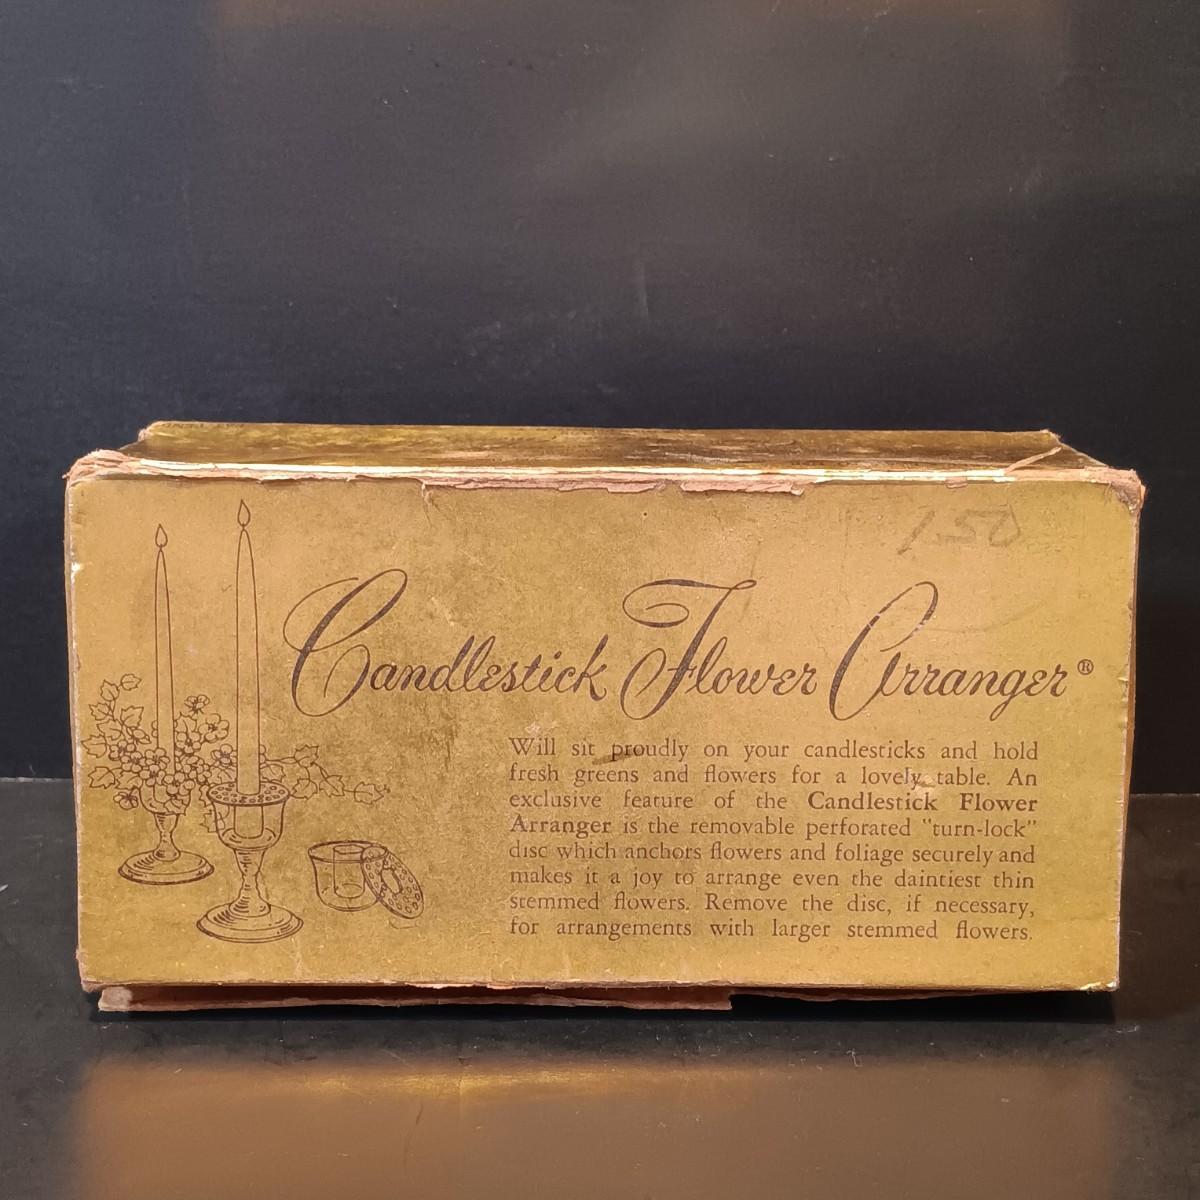 1.50
Candlestick Flower Arranger®
Will sit proudly on your candlesticks and hold
fresh greens and flowers for a lovely table. An
exclusive feature of the Candlestick Flower
Arranger is the removable perforated "turn-lock"
disc which anchors flowers and foliage securely and
makes it a joy to arrange even the daintiest thin
stemmed flowers. Remove the disc, if necessary,
for arrangements with larger stemmed flowers.